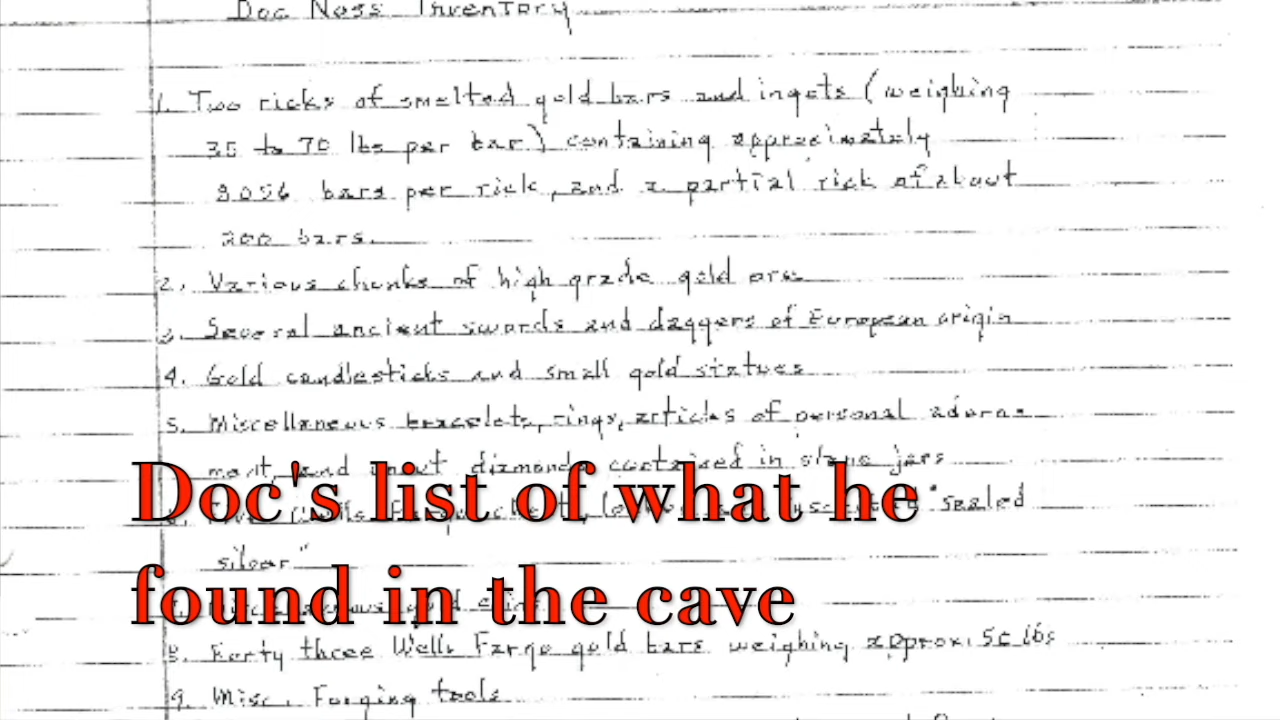 Doc Noss Inventory
1. Two ricks of smelted gold bars and ingots (weighing
35 to 70 lbs per bar) containing approximately
bars per rick, and a partial rick of about
200 bars.
2. Various chunks of high grade gold ore
3. Several ancient swords and daggers of European origin
4. Gold candlesticks and small gold statues
5. Miscellaneous bracelets, rings, articles of personal adorn-
ment, and uncut diamonds contained in stone jars
Doc's list of what he
"sealed
silver"
found in the cave
8. Forty three Wells Fargo gold bars weighing approx. 50 lbs
9. Misc. Forging tools